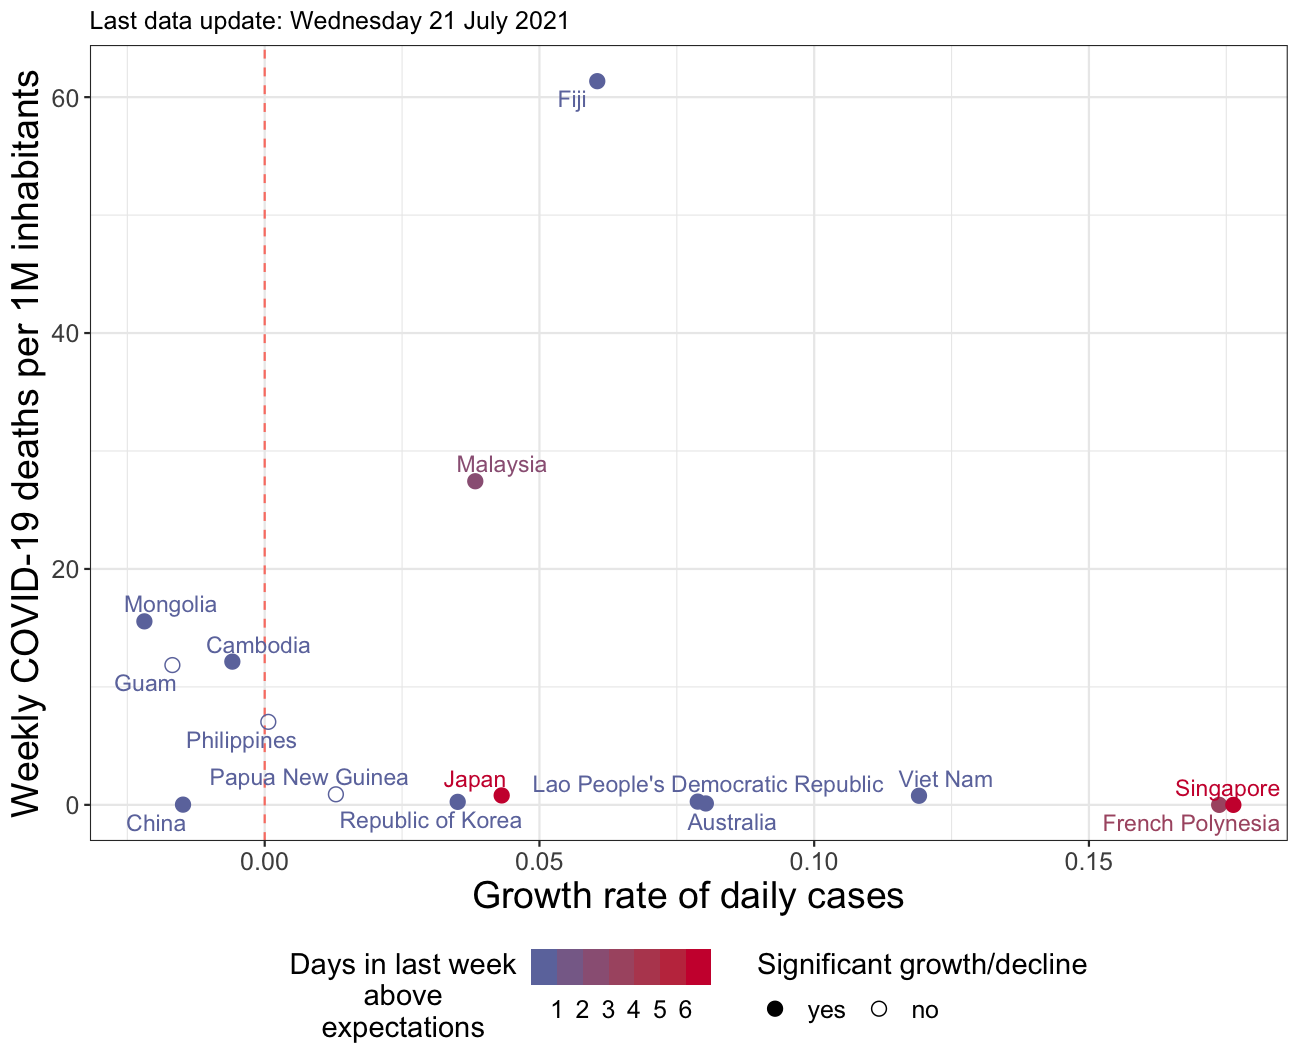 Last data update: Wednesday 21 July 2021
Weekly COVID-19 deaths per 1M inhabitants
60
40
20
0
Fiji
Malaysia
Mongolia
Cambodia
Guam
Philippines
Papua New Guinea
Japan
Lao People's Democratic Republic
Viet Nam
Singapore
China
Republic of Korea
Australia
French Polynesia
0.00
0.05
0.10
0.15
Growth rate of daily cases
Days in last week
above
expectations
1 2 3 4 5 6
Significant growth/decline
yes
no